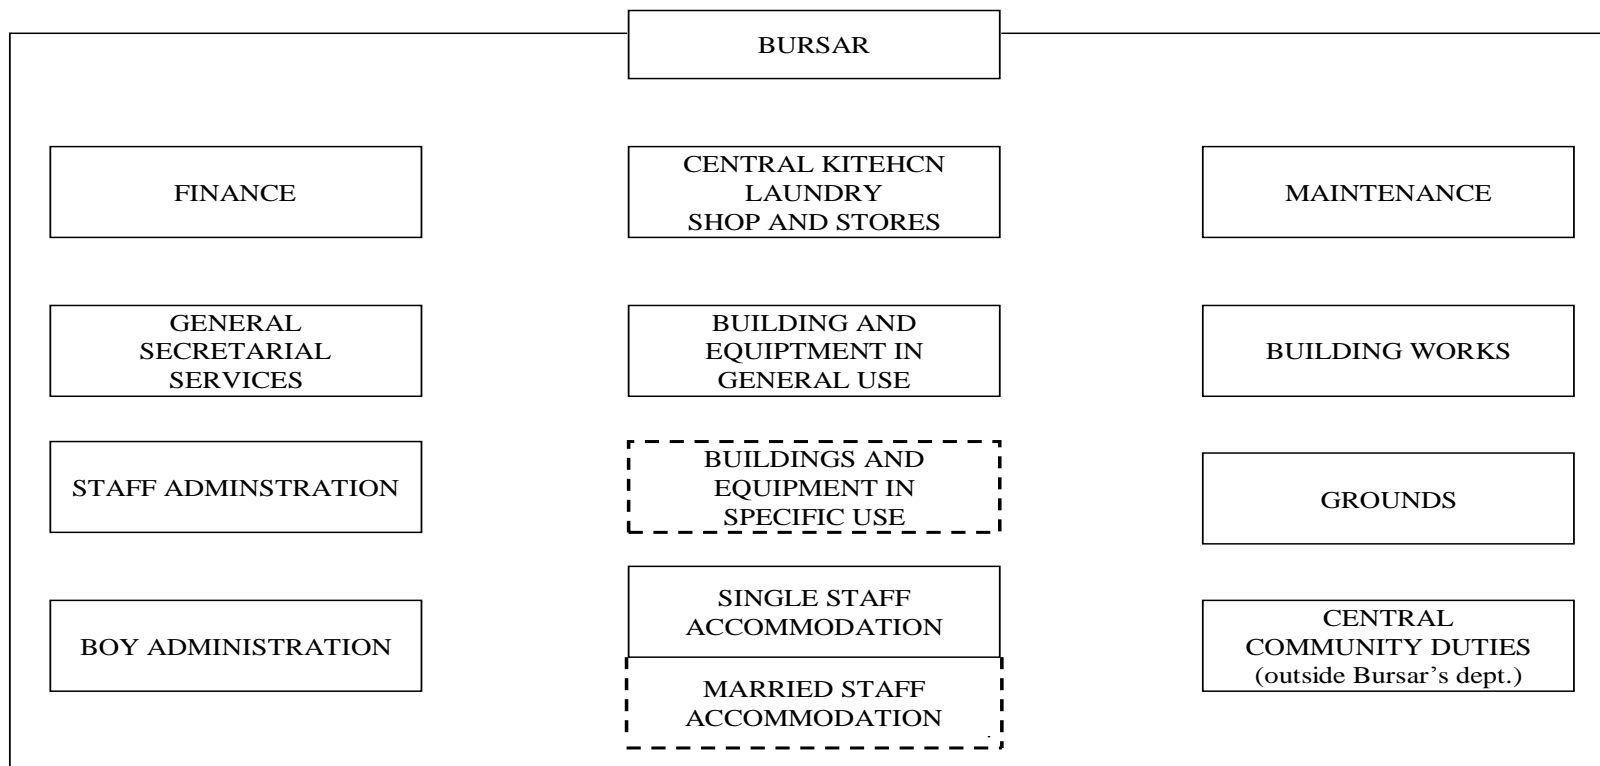 BURSAR
FINANCE
CENTRAL KITEHCN
LAUNDRY
SHOP AND STORES
MAINTENANCE
GENERAL
SECRETARIAL
SERVICES
BUILDING AND
EQUIPTMENT IN
GENERAL USE
BUILDING WORKS
STAFF ADMINSTRATION
BUILDINGS AND
EQUIPMENT IN
SPECIFIC USE
GROUNDS
BOY ADMINISTRATION
SINGLE STAFF
ACCOMMODATION
MARRIED STAFF
ACCOMMODATION
CENTRAL
COMMUNITY DUTIES
(outside Bursar’s dept.)